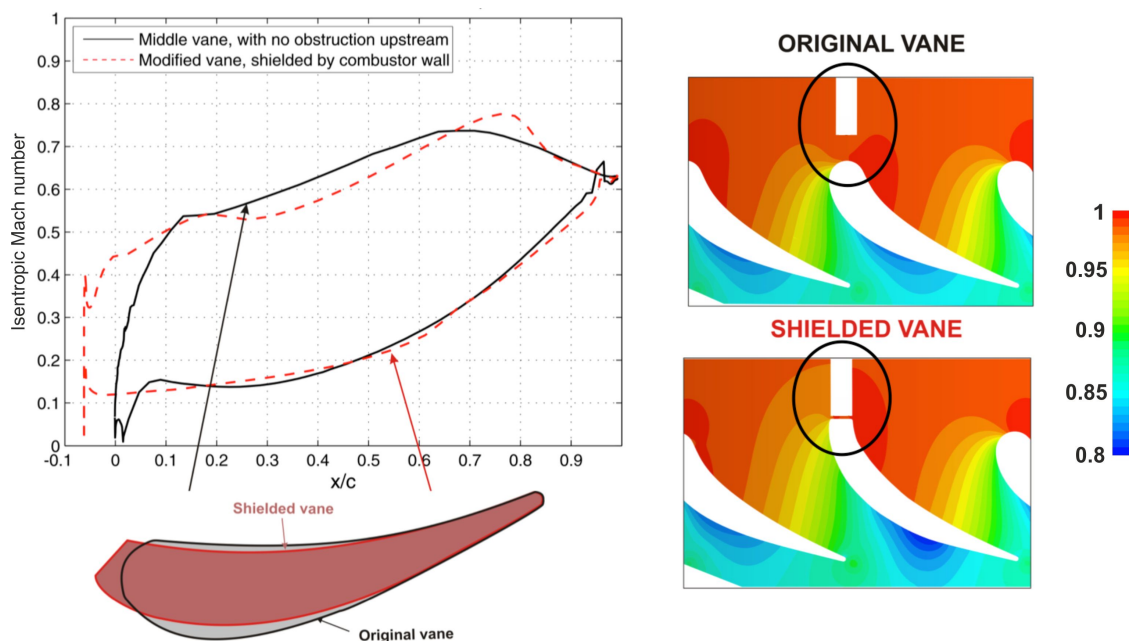 1
0.9
0.8
0.7
0.6
0.5
0.4
0.3
0.2
0.1
0
Isentropic Mach number
Middle vane, with no obstruction upstream
Modified vane, shielded by combustor wall
-0.1 0 0.1 0.2 0.3 0.4 0.5 0.6 0.7 0.8 0.9
x/c
Shielded vane
Original vane
ORIGINAL VANE
SHIELDED VANE
1
0.95
0.9
0.85
0.8